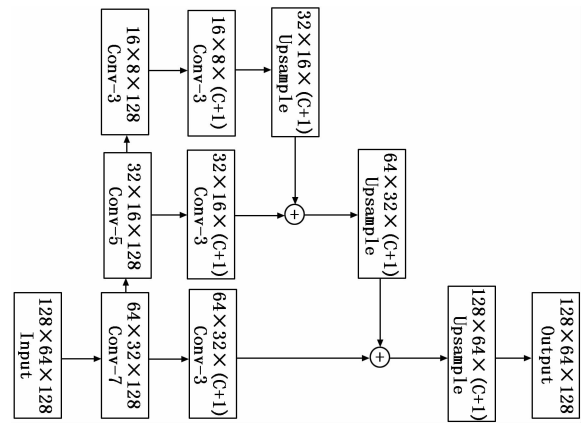 16×8×128
Conv-3
16×8×(C+1)
Conv-3
32×16×(C+1)
Upsample
32×16×128
Conv-5
32×16×(C+1)
Conv-3
+
64×32×(C+1)
Upsample
128×64×128
Input
64×32×128
Conv-7
64×32×(C+1)
Conv-3
+
128×64×(C+1)
Upsample
128×64×128
Output